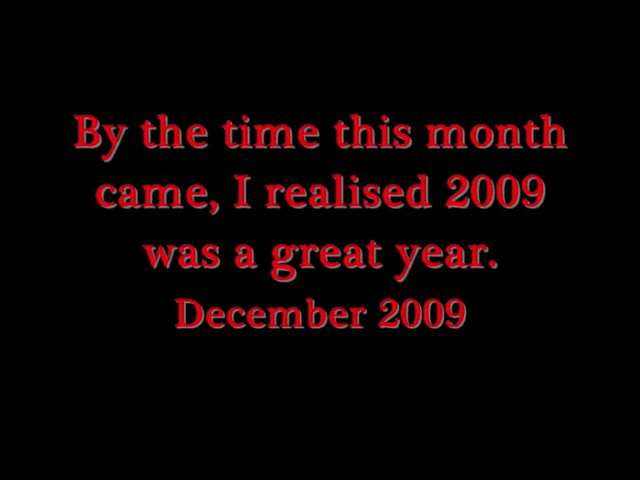 By the time this month
came, I realised 2009
was a great year.
December 2009